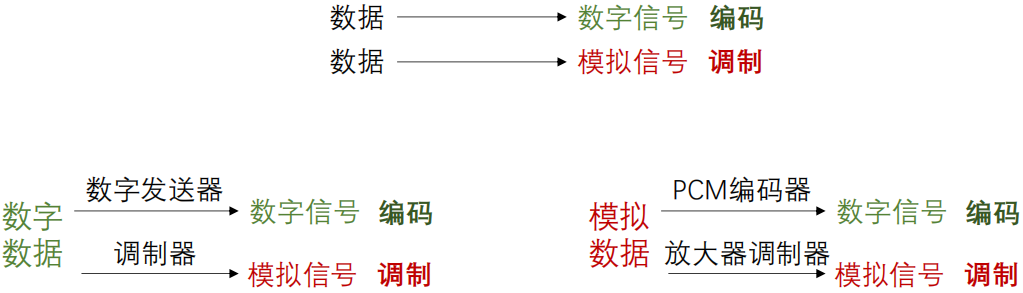 数据 数字信号 编码
数据 模拟信号 调制
数字发送器
数字信号 编码
数字
数据
调制器
模拟信号 调制
PCM编码器
数字信号 编码
模拟
数据
放大器调制器
模拟信号 调制